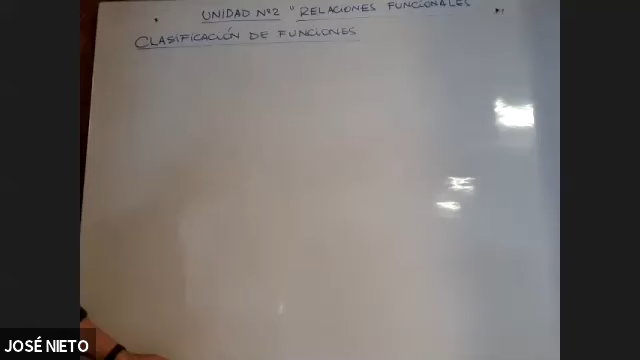 UNIDAD Nº2 "RELACIONES FUNCIONALES"
CLASIFICACIÓN DE FUNCIONES
JOSÉ NIETO